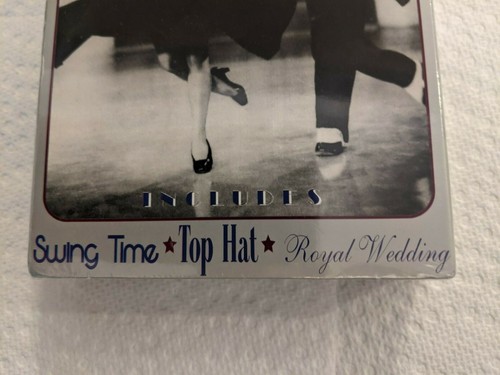 INCLUDES
Swing Time ★ Top Hat ★ Royal Wedding